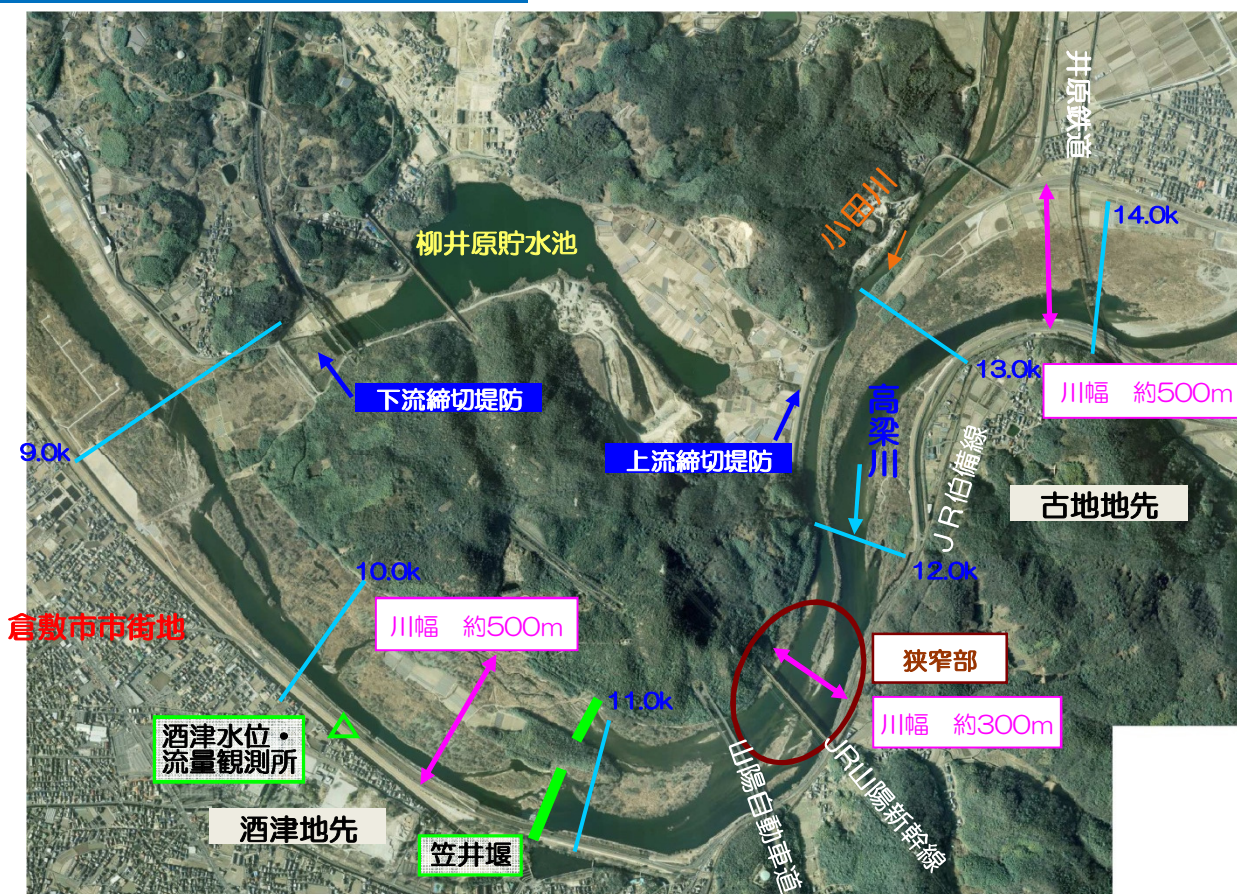 井原鉄道
小田川
14.0k
柳井原貯水池
13.0k
川幅　約500m
下流締切堤防
高梁川
9.0k
上流締切堤防
ＪＲ伯備線
古地地先
10.0k
12.0k
倉敷市市街地
川幅　約500m
狭窄部
11.0k
川幅　約300m
酒津水位・
流量観測所
山陽自動車道
JR山陽新幹線
酒津地先
笠井堰